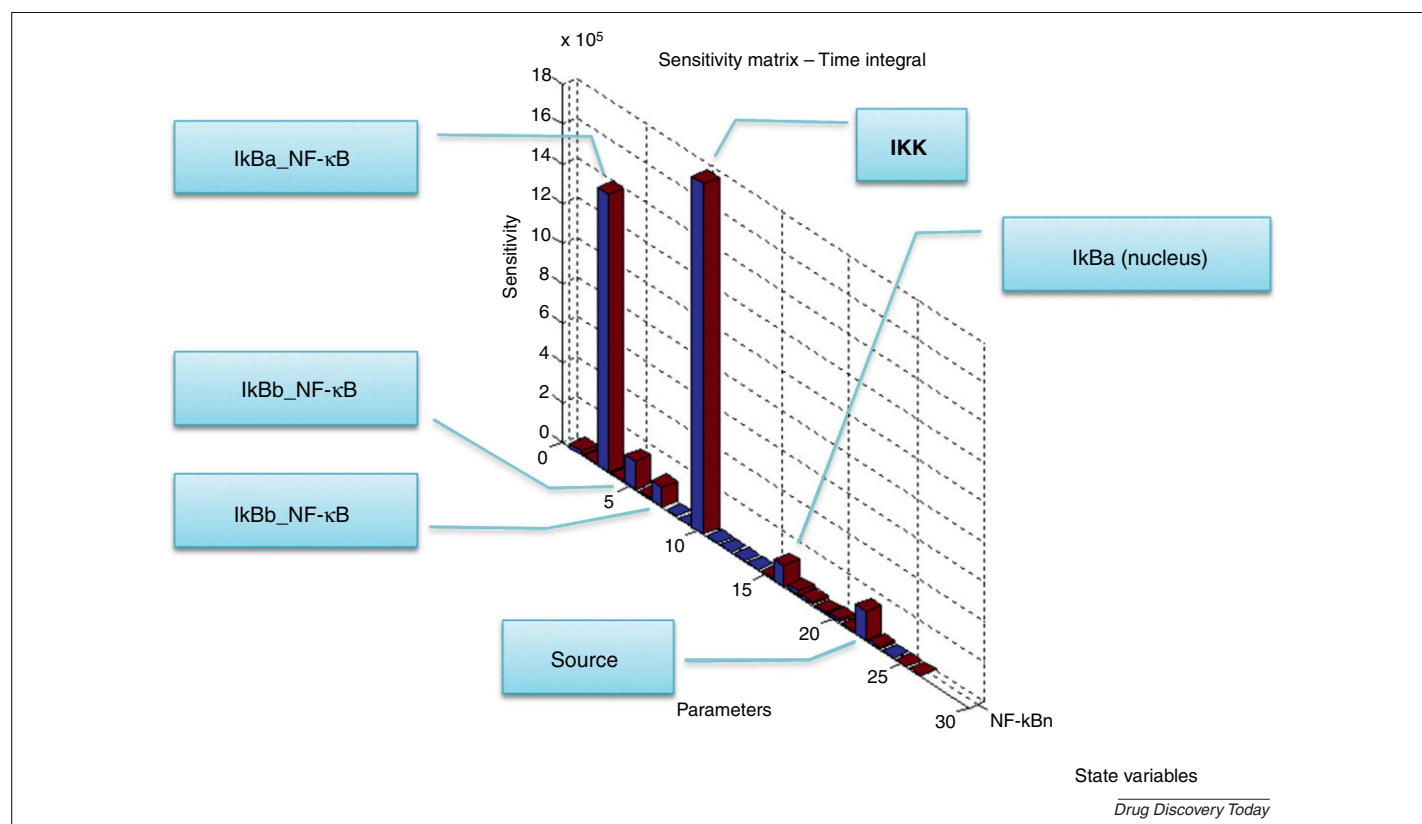 x 10⁵
Sensitivity matrix – Time integral
18
16
14
12
10
8
6
4
2
0
Sensitivity
IkBa_NF-κB
IKK
IkBa (nucleus)
IkBb_NF-κB
IkBb_NF-κB
Source
0
5
10
15
20
25
30
NF-kBn
Parameters
State variables
Drug Discovery Today